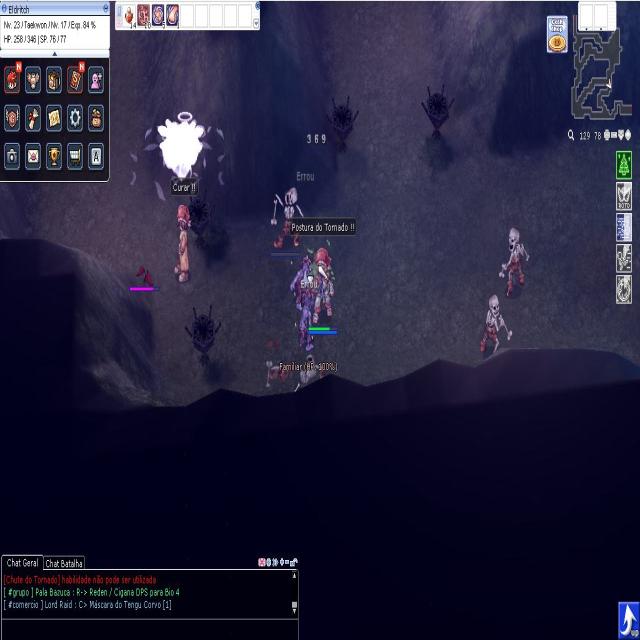 Eldritch
Nv. 23 / Taekwon / Nv. 17 / Exp. 84 %
HP. 258 / 346 | SP. 76 / 77
N
N
369
Errou
Curar !!
Postura do Tornado !!
Errou
Familiar (HP: 100%)
129 78
Chat Geral
Chat Batalha
[Chute do Tornado] habilidade não pode ser utilizada
[ #grupo ] Pala Bazuca : R-> Reden / Cigana DPS para Bio 4
[ #comercio ] Lord Raid : C> Máscara do Tengu Corvo [1]